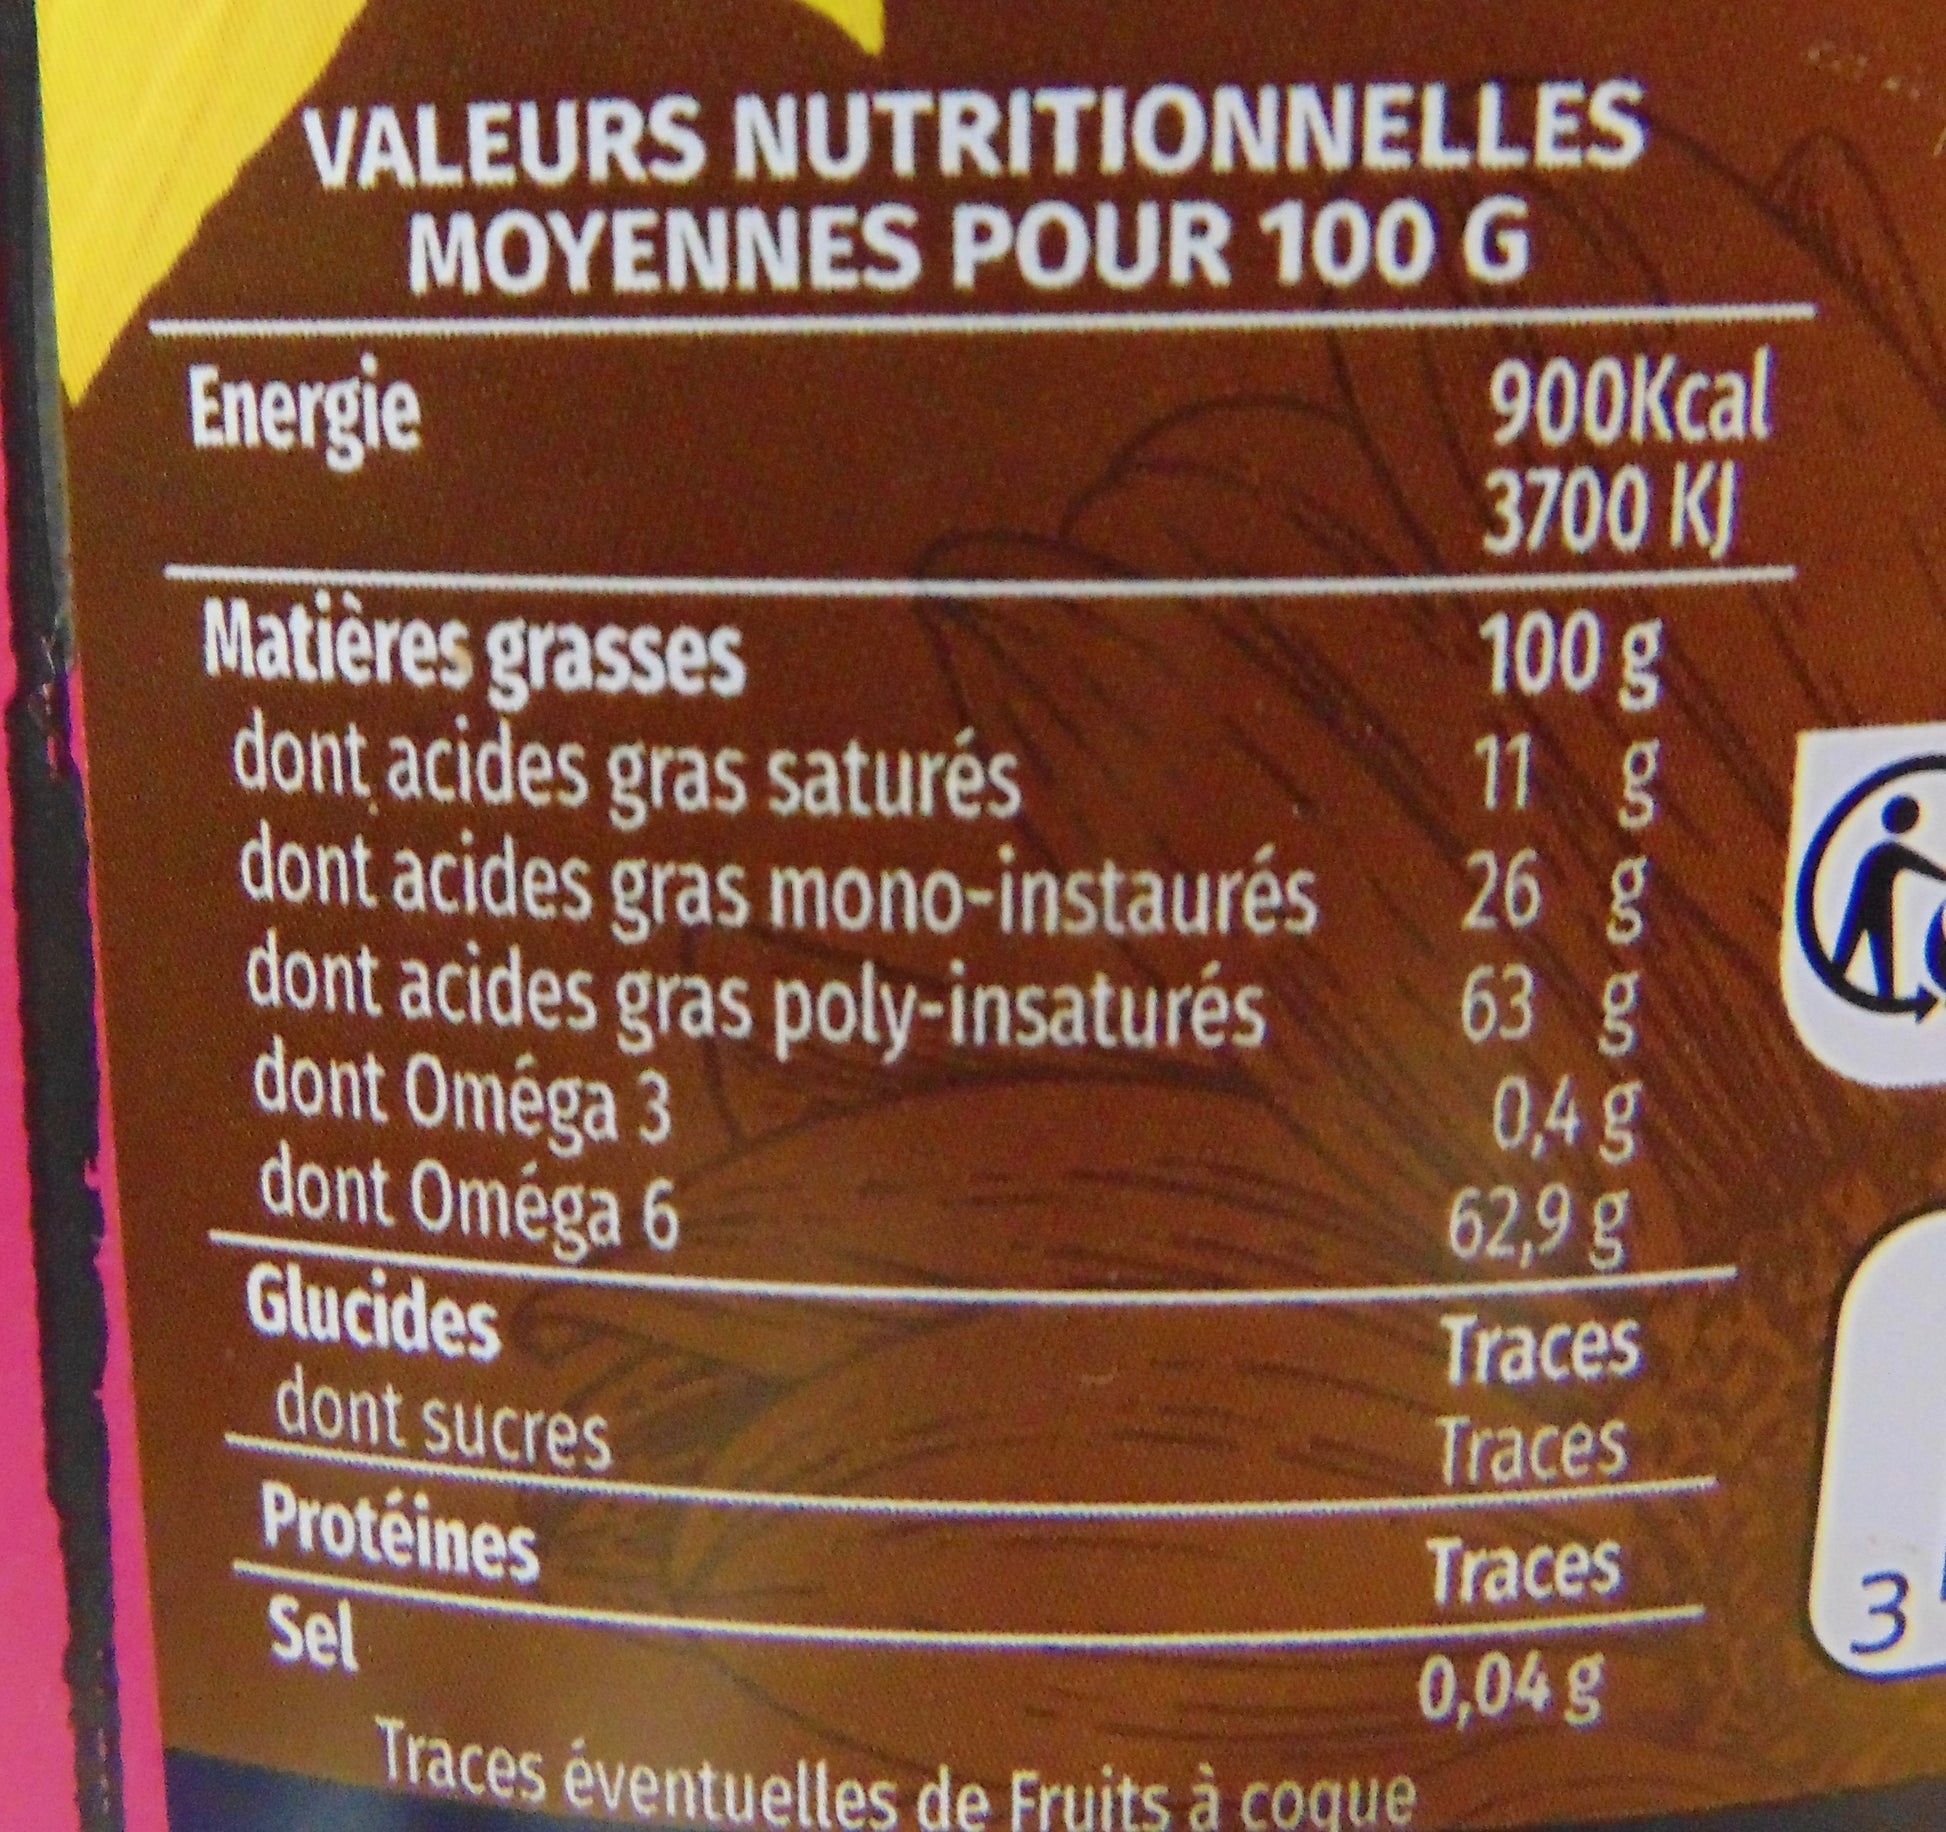 VALEURS NUTRITIONNELLES
MOYENNES POUR 100 G
Energie 900Kcal
3700 KJ
Matières grasses 100 g
dont acides gras saturés 11 g
dont acides gras mono-instaurés 26 g
dont acides gras poly-insaturés 63 g
dont Oméga 3 0,4 g
dont Oméga 6 62,9 g
Glucides Traces
dont sucres Traces
Protéines Traces
Sel 0,04 g
Traces éventuelles de Fruits à coque
3